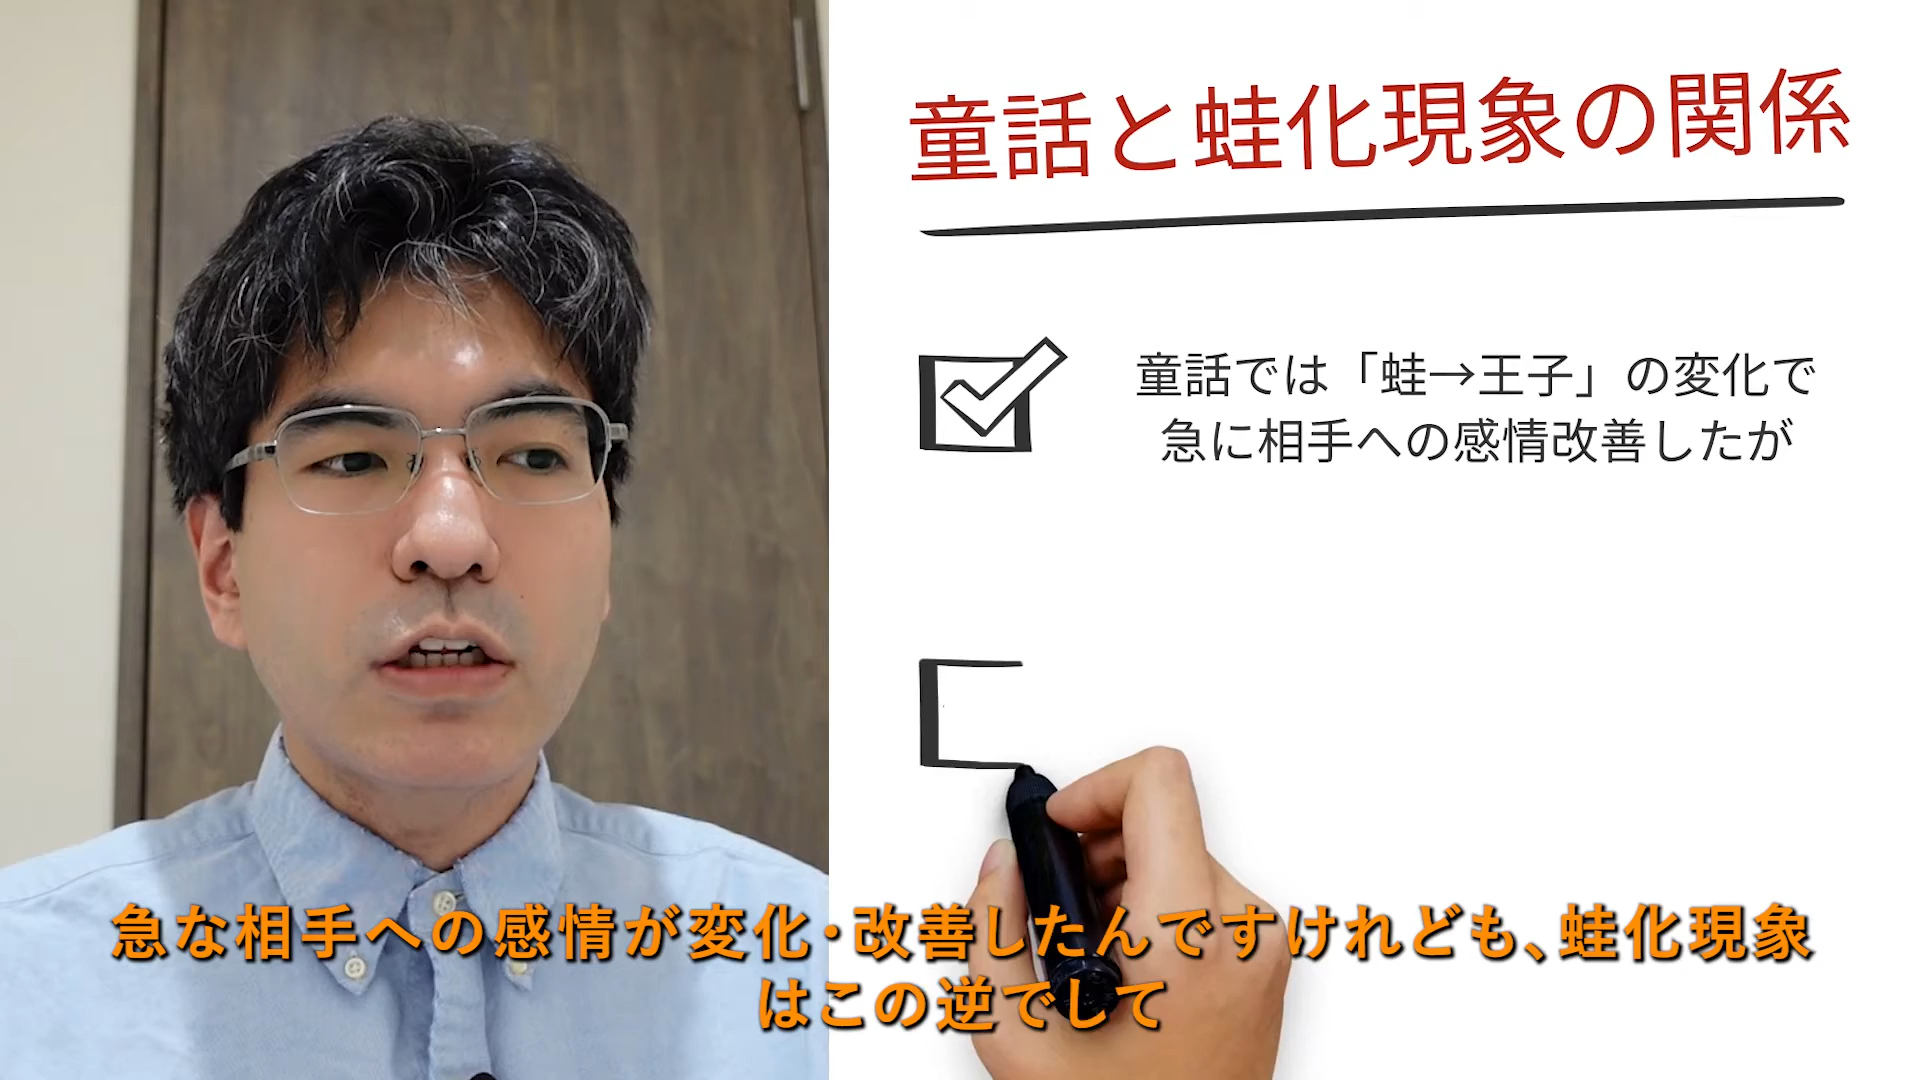 童話と蛙化現象の関係
童話では「蛙→王子」の変化で
急に相手への感情改善したが
急な相手への感情が変化・改善したんですけれども、蛙化現象
はこの逆でして